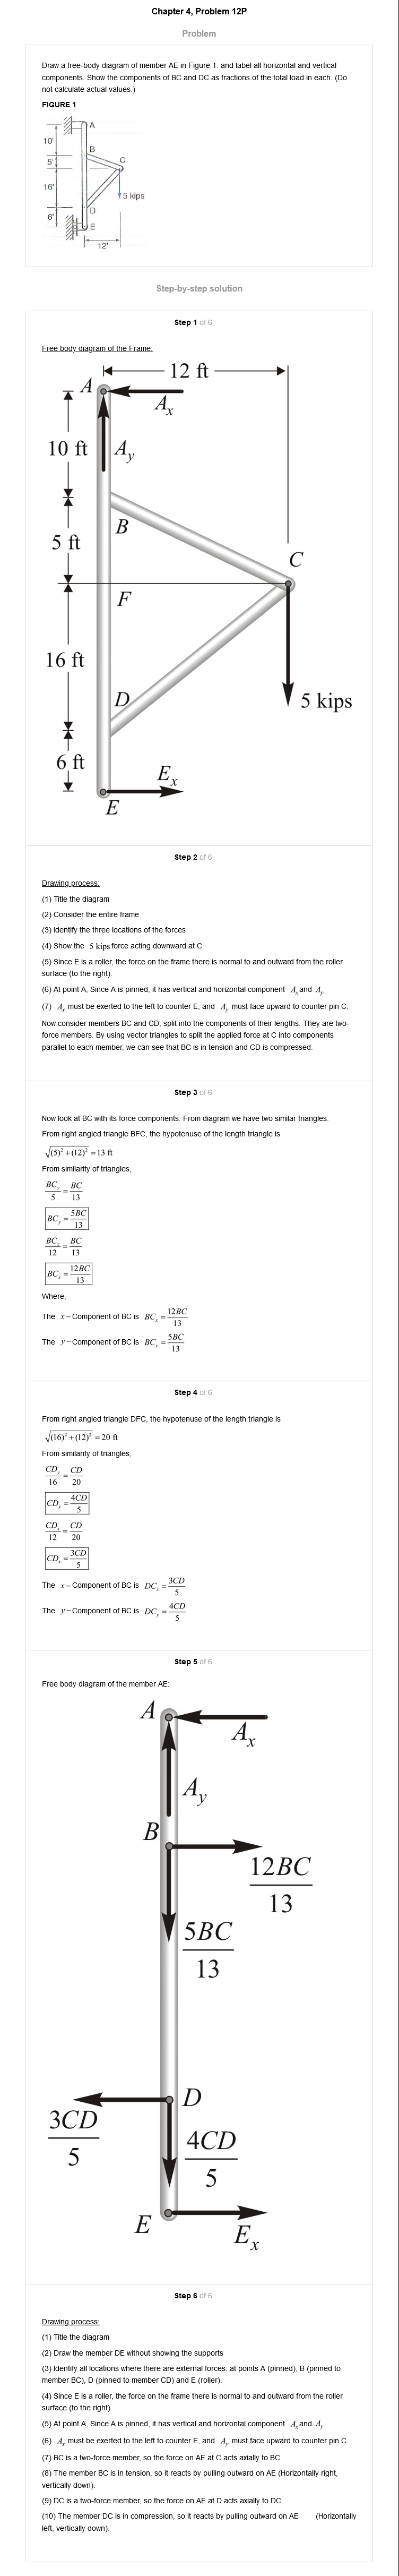 Chapter 4, Problem 12P
Problem
Draw a free-body diagram of member AE in Figure 1. and label all horizontal and vertical
components. Show the components of BC and DC as fractions of the total load in each. (Do
not calculate actual values.)
FIGURE 1
A
10'
B
C
5'
16'
5 kips
D
6'
E
12'
Step-by-step solution
Step 1 of 6
Free body diagram of the Frame:
12 ft
A
A_x
10 ft
A_y
B
5 ft
C
F
16 ft
D
5 kips
6 ft
E_x
E
Step 2 of 6
Drawing process:
(1) Title the diagram
(2) Consider the entire frame
(3) Identify the three locations of the forces
(4) Show the 5 kips force acting downward at C
(5) Since E is a roller, the force on the frame there is normal to and outward from the roller
surface (to the right).
(6) At point A, Since A is pinned, it has vertical and horizontal component A_x and A_y
(7) A_x must be exerted to the left to counter E, and A_y must face upward to counter pin C.
Now consider members BC and CD, split into the components of their lengths. They are two-
force members. By using vector triangles to split the applied force at C into components
parallel to each member, we can see that BC is in tension and CD is compressed.
Step 3 of 6
Now look at BC with its force components. From diagram we have two similar triangles.
From right angled triangle BFC, the hypotenuse of the length triangle is
√((5)² + (12)²) = 13 ft
From similarity of triangles,
BC_y/5 = BC/13
BC_y = 5BC/13
BC_x/12 = BC/13
BC_x = 12BC/13
Where,
The x − Component of BC is BC_x = 12BC/13
The y − Component of BC is BC_y = 5BC/13
Step 4 of 6
From right angled triangle DFC, the hypotenuse of the length triangle is
√((16)² + (12)²) = 20 ft
From similarity of triangles,
CD_y/16 = CD/20
CD_y = 4CD/5
CD_x/12 = CD/20
CD_x = 3CD/5
The x − Component of BC is DC_x = 3CD/5
The y − Component of BC is DC_y = 4CD/5
Step 5 of 6
Free body diagram of the member AE:
A
A_x
A_y
B
12BC/13
5BC/13
D
3CD/5
4CD/5
E
E_x
Step 6 of 6
Drawing process:
(1) Title the diagram
(2) Draw the member DE without showing the supports
(3) Identify all locations where there are external forces: at points A (pinned), B (pinned to
member BC), D (pinned to member CD) and E (roller).
(4) Since E is a roller, the force on the frame there is normal to and outward from the roller
surface (to the right).
(5) At point A, Since A is pinned, it has vertical and horizontal component A_x and A_y
(6) A_x must be exerted to the left to counter E, and A_y must face upward to counter pin C.
(7) BC is a two-force member, so the force on AE at C acts axially to BC
(8) The member BC is in tension, so it reacts by pulling outward on AE (Horizontally right,
vertically down).
(9) DC is a two-force member, so the force on AE at D acts axially to DC
(10) The member DC is in compression, so it reacts by pulling outward on AE (Horizontally
left, vertically down).